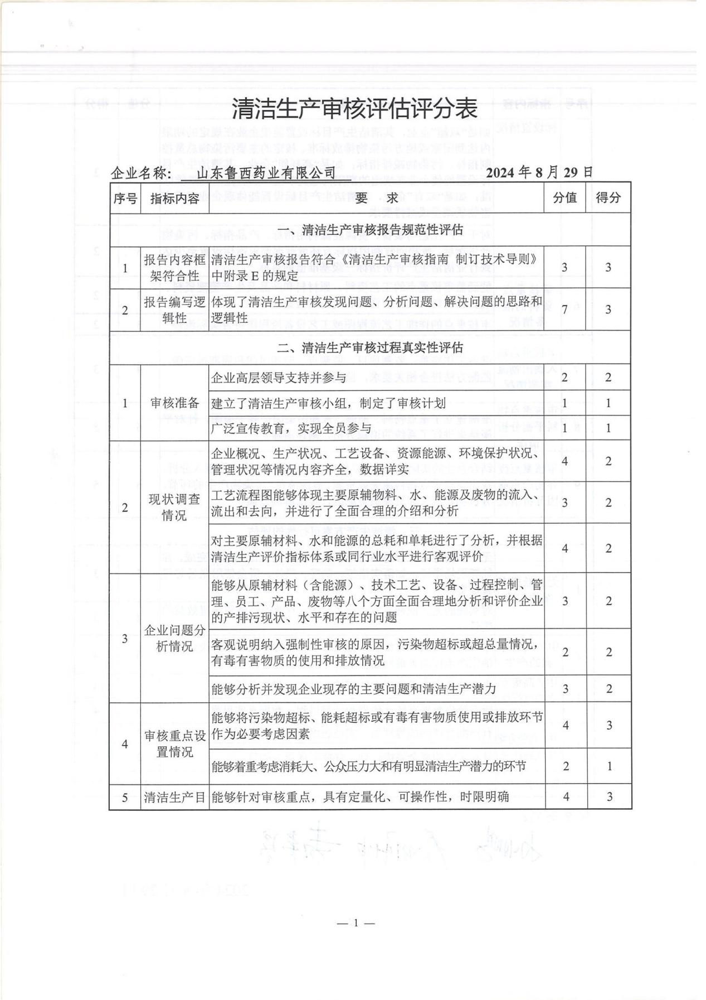 清洁生产审核评估评分表
企业名称： 山东鲁西药业有限公司 2024 年 8 月 29 日
序号 指标内容 要 求 分值 得分
一、清洁生产审核报告规范性评估
1 报告内容框架符合性 清洁生产审核报告符合《清洁生产审核指南 制订技术导则》 3 3
中附录 E 的规定
2 报告编写逻辑性 体现了清洁生产审核发现问题、分析问题、解决问题的思路和 7 3
逻辑性
二、清洁生产审核过程真实性评估
1 审核准备 企业高层领导支持并参与 2 2
建立了清洁生产审核小组，制定了审核计划 1 1
广泛宣传教育，实现全员参与 1 1
2 现状调查情况 企业概况、生产状况、工艺设备、资源能源、环境保护状况、 4 2
管理状况等情况内容齐全，数据详实
工艺流程图能够体现主要原辅物料、水、能源及废物的流入、 3 2
流出和去向，并进行了全面合理的介绍和分析
对主要原辅材料、水和能源的总耗和单耗进行了分析，并根据 4 2
清洁生产评价指标体系或同行业水平进行客观评价
3 企业问题分析情况 能够从原辅材料（含能源）、技术工艺、设备、过程控制、管 3 2
理、员工、产品、废物等八个方面全面合理地分析和评价企业
的产排污现状、水平和存在的问题
客观说明纳入强制性审核的原因，污染物超标或超总量情况， 2 2
有毒有害物质的使用和排放情况
能够分析并发现企业现存的主要问题和清洁生产潜力 3 2
4 审核重点设置情况 能够将污染物超标、能耗超标或有毒有害物质使用或排放环节 4 3
作为必要考虑因素
能够着重考虑消耗大、公众压力大和有明显清洁生产潜力的环节 2 1
5 清洁生产目 能够针对审核重点，具有定量化、可操作性，时限明确 4 3
— 1 —